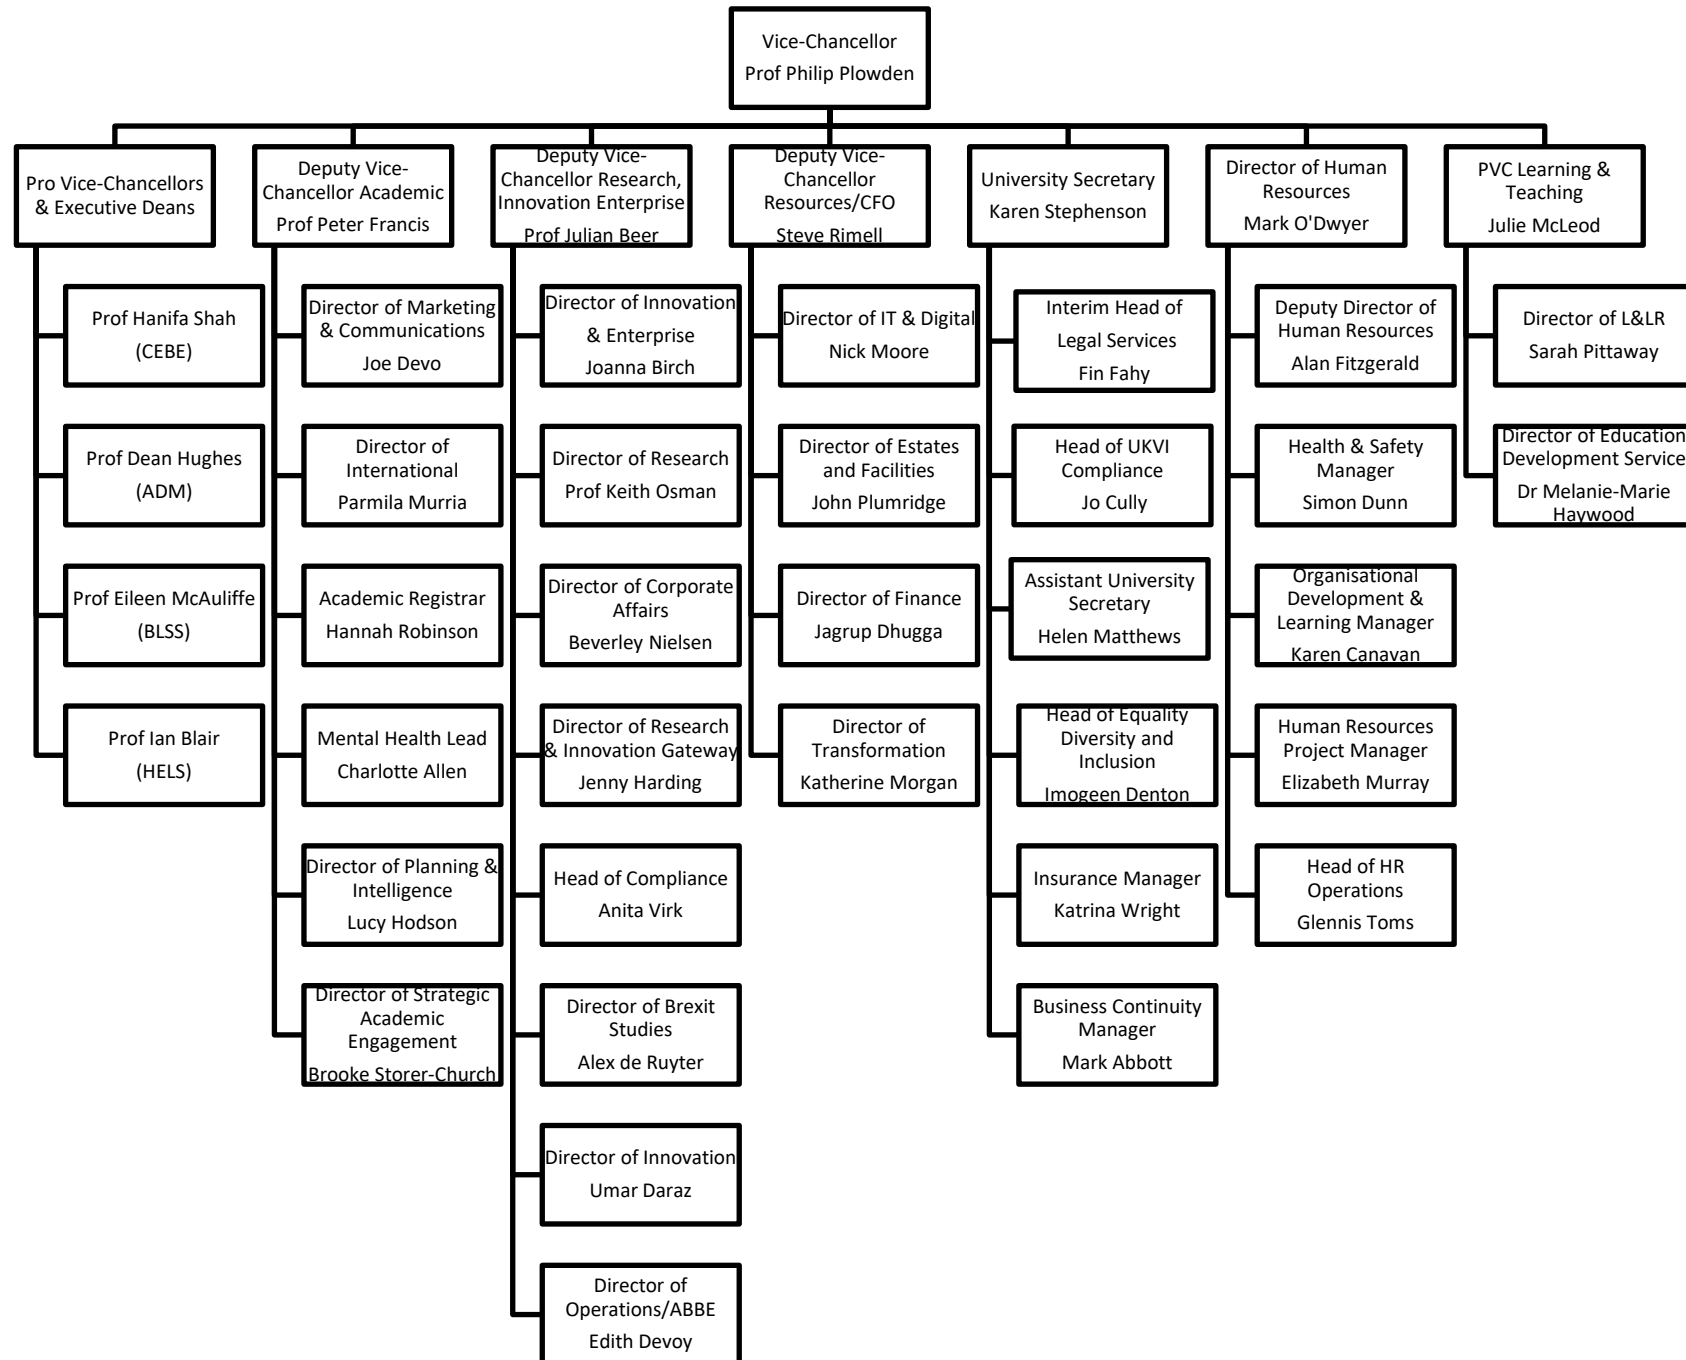 Vice-Chancellor
Prof Philip Plowden
Pro Vice-Chancellors
& Executive Deans
Prof Hanifa Shah
(CEBE)
Prof Dean Hughes
(ADM)
Prof Eileen McAuliffe
(BLSS)
Prof Ian Blair
(HELS)
Deputy Vice-
Chancellor Academic
Prof Peter Francis
Director of Marketing
& Communications
Joe Devo
Director of
International
Parmila Murria
Academic Registrar
Hannah Robinson
Mental Health Lead
Charlotte Allen
Director of Planning &
Intelligence
Lucy Hodson
Director of Strategic
Academic
Engagement
Brooke Storer-Church
Deputy Vice-
Chancellor Research,
Innovation Enterprise
Prof Julian Beer
Director of Innovation
& Enterprise
Joanna Birch
Director of Research
Prof Keith Osman
Director of Corporate
Affairs
Beverley Nielsen
Director of Research
& Innovation Gateway
Jenny Harding
Head of Compliance
Anita Virk
Director of Brexit
Studies
Alex de Ruyter
Director of Innovation
Umar Daraz
Director of
Operations/ABBE
Edith Devoy
Deputy Vice-
Chancellor
Resources/CFO
Steve Rimell
Director of IT & Digital
Nick Moore
Director of Estates
and Facilities
John Plumridge
Director of Finance
Jagrup Dhugga
Director of
Transformation
Katherine Morgan
University Secretary
Karen Stephenson
Interim Head of
Legal Services
Fin Fahy
Head of UKVI
Compliance
Jo Cully
Assistant University
Secretary
Helen Matthews
Head of Equality
Diversity and
Inclusion
Imogeen Denton
Insurance Manager
Katrina Wright
Business Continuity
Manager
Mark Abbott
Director of Human
Resources
Mark O'Dwyer
Deputy Director of
Human Resources
Alan Fitzgerald
Health & Safety
Manager
Simon Dunn
Organisational
Development &
Learning Manager
Karen Canavan
Human Resources
Project Manager
Elizabeth Murray
Head of HR
Operations
Glennis Toms
PVC Learning &
Teaching
Julie McLeod
Director of L&LR
Sarah Pittaway
Director of Education
Development Service
Dr Melanie-Marie
Haywood